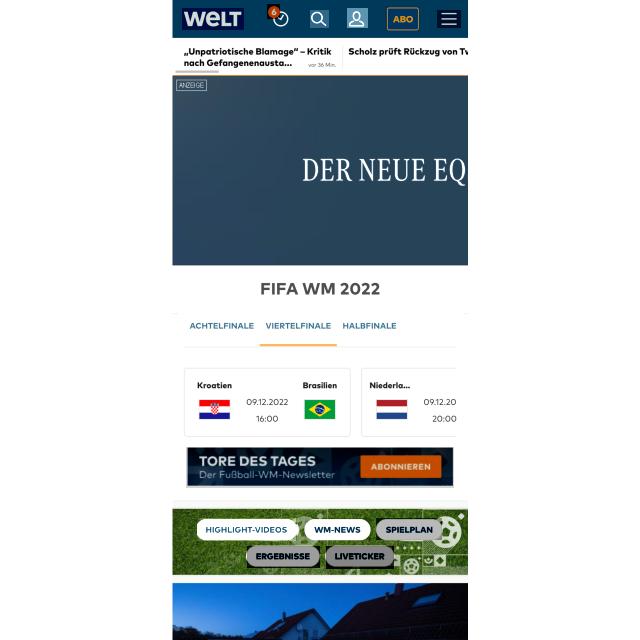 WELT
6
ABO
„Unpatriotische Blamage“ – Kritik
nach Gefangenenausta...
vor 36 Min.
Scholz prüft Rückzug von Tv
ANZEIGE
DER NEUE EQ
FIFA WM 2022
ACHTELFINALE VIERTELFINALE HALBFINALE
Kroatien Brasilien
09.12.2022
16:00
Niederla...
09.12.20
20:00
TORE DES TAGES
Der Fußball-WM-Newsletter
ABONNIEREN
HIGHLIGHT-VIDEOS WM-NEWS SPIELPLAN
ERGEBNISSE LIVETICKER